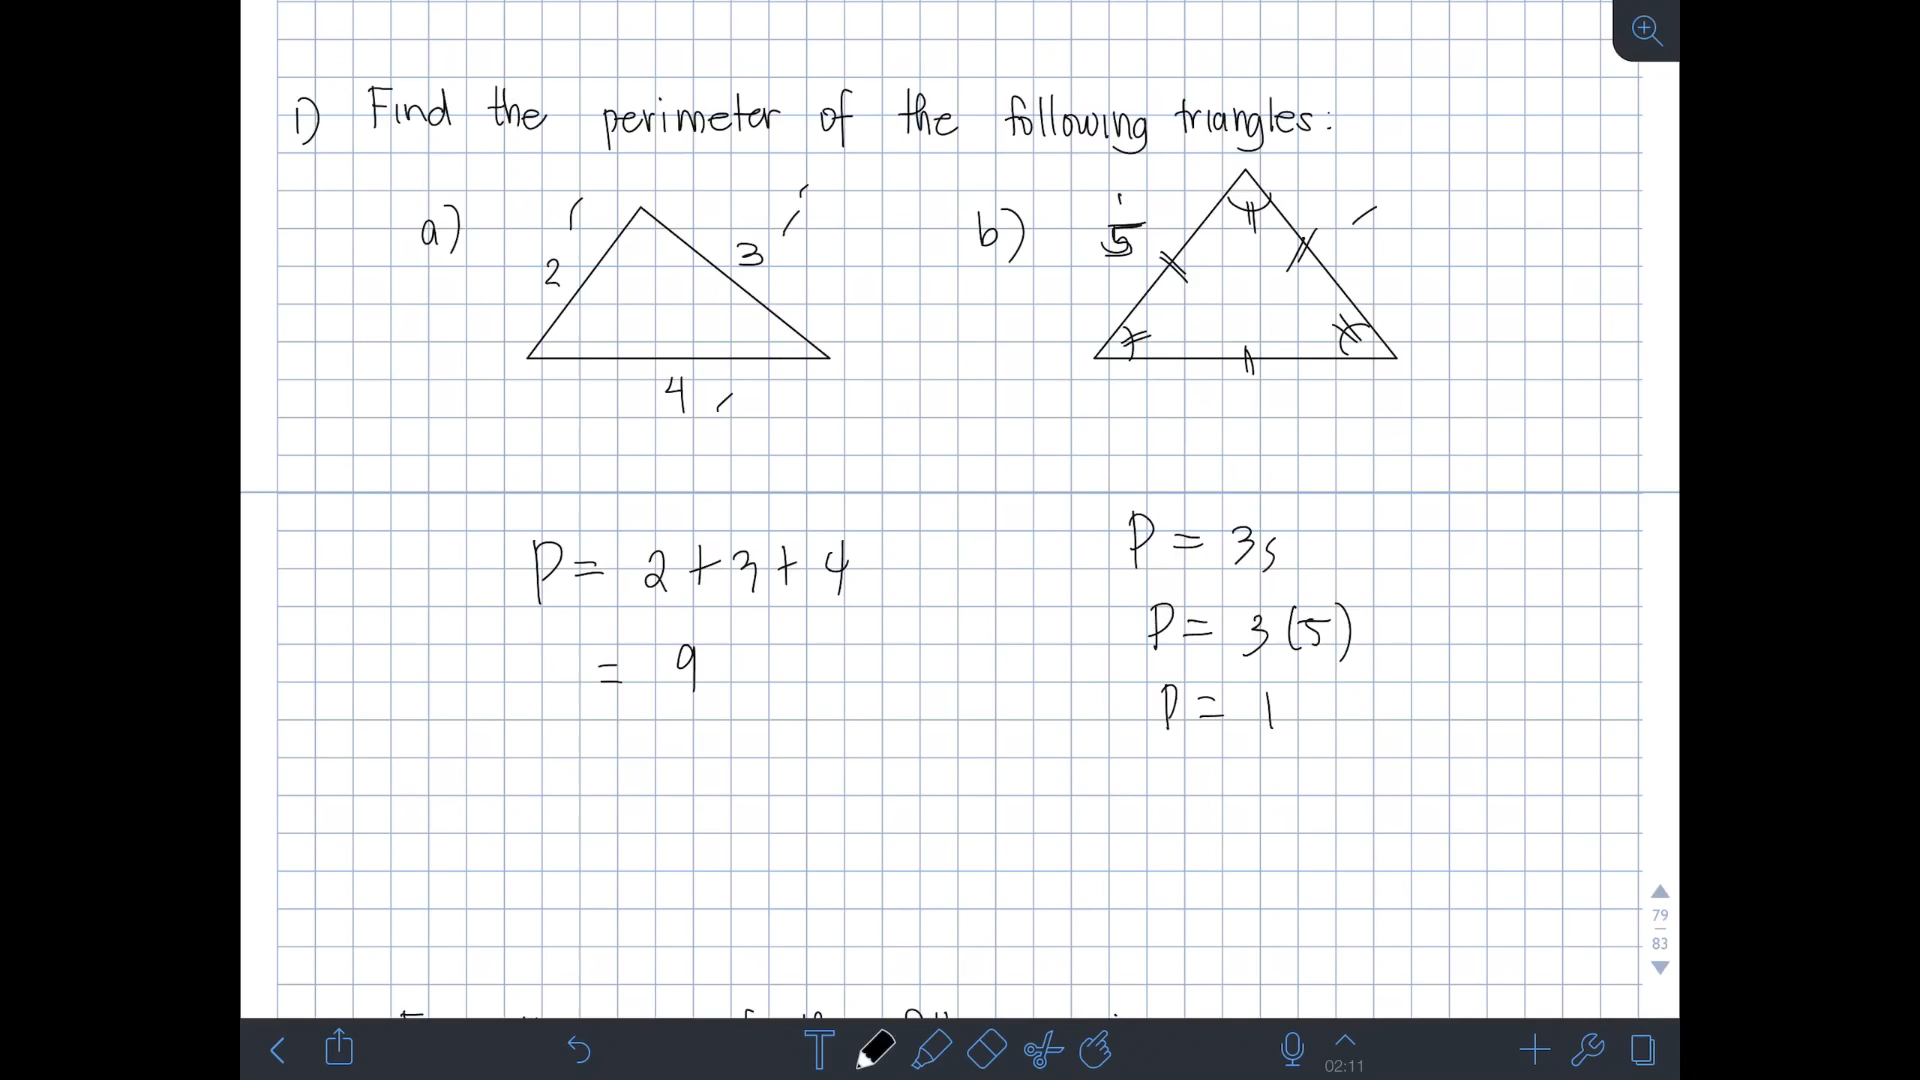 1) Find the perimeter of the following triangles:
a)
2
3
4
b)
5
P = 2 + 3 + 4
= 9
P = 3s
P = 3 (5)
P = 1
79
83
T
02:11